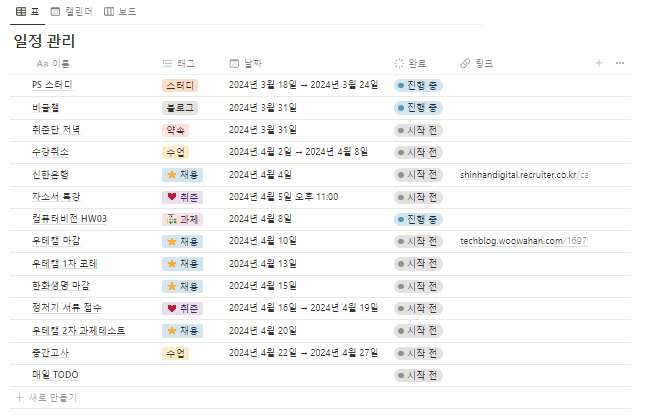 표 캘린더 보드
일정 관리
Aa 이름 태그 날짜 완료 링크
PS 스터디 스터디 2024년 3월 18일 → 2024년 3월 24일 진행 중
비글챌 블로그 2024년 3월 31일 진행 중
취준단 저녁 약속 2024년 3월 31일 시작 전
수강취소 수업 2024년 4월 2일 → 2024년 4월 8일 시작 전
신한은행 ⭐ 채용 2024년 4월 4일 시작 전 shinhandigital.recruiter.co.kr/ca
자소서 특강 ❤️ 취준 2024년 4월 5일 오후 11:00 시작 전
컴퓨터비전 HW03 과제 2024년 4월 8일 진행 중
우테캠 마감 ⭐ 채용 2024년 4월 10일 시작 전 techblog.woowahan.com/1697
우테캠 1차 코테 ⭐ 채용 2024년 4월 13일 시작 전
한화생명 마감 ⭐ 채용 2024년 4월 15일 시작 전
정처기 서류 접수 ❤️ 취준 2024년 4월 16일 → 2024년 4월 19일 시작 전
우테캠 2차 과제테스트 ⭐ 채용 2024년 4월 20일 시작 전
중간고사 수업 2024년 4월 22일 → 2024년 4월 27일 시작 전
매일 TODO 시작 전
+ 새로 만들기